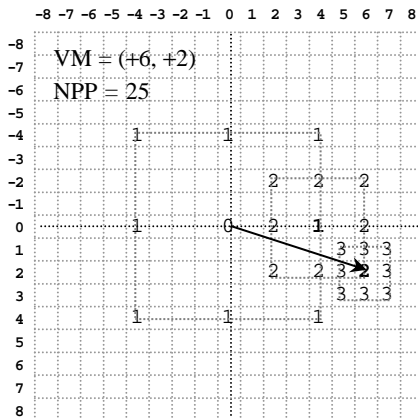 -8 -7 -6 -5 -4 -3 -2 -1 0 1 2 3 4 5 6 7 8
-8
VM = (+6, +2)
-7
-6
NPP = 25
-5
-4 1 1 1
-3
-2 2 2 2
-1
0 1 0 2 1 2
1 3 3 3
2 2 2 3 2 3
3 3 3 3
4 1 1 1
5
6
7
8